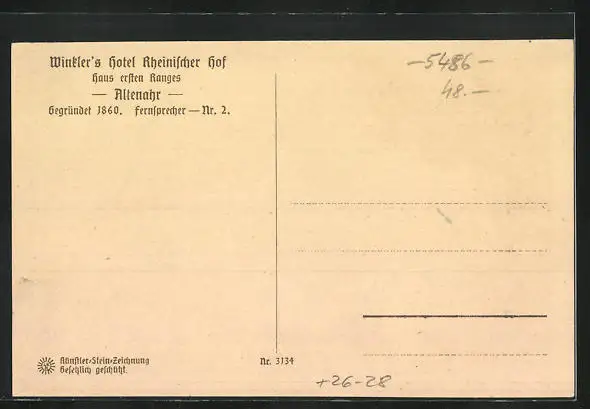 Winkler's Hotel Rheinischer Hof
Haus ersten Ranges
— Altenahr —
Gegründet 1860. Fernsprecher — Nr. 2.
-5486-
48.-
Künstler-Stein-Zeichnung
Gesetzlich geschützt.
Nr. 3134
+26-28